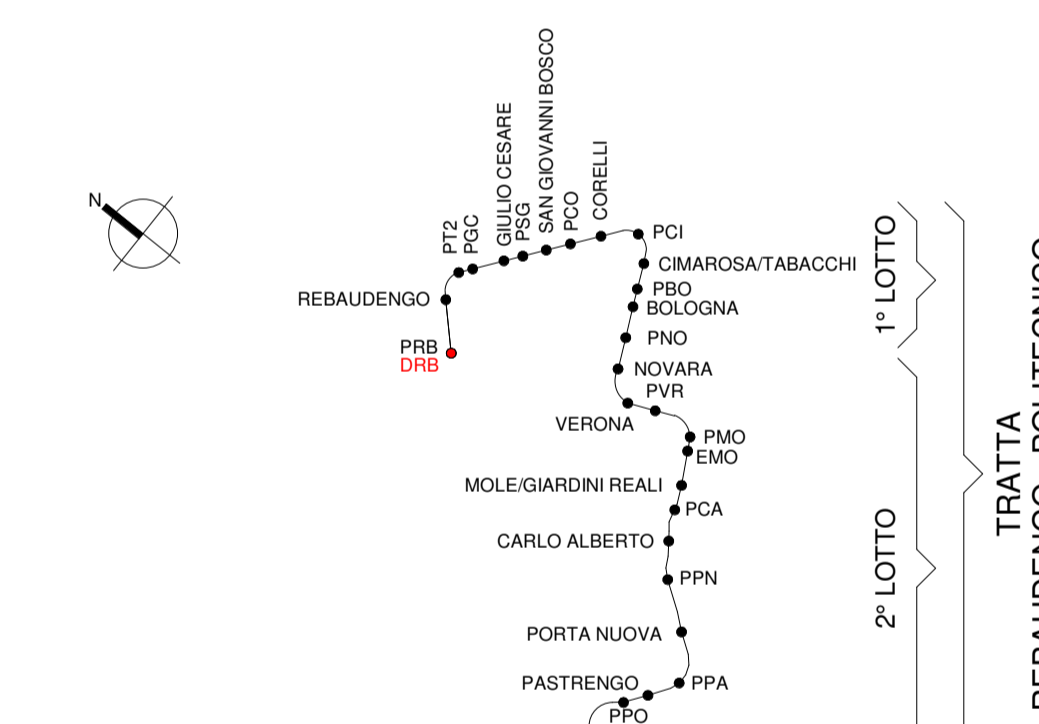 N
PT2
PGC
GIULIO CESARE
PSG
SAN GIOVANNI BOSCO
PCO
CORELLI
PCI
CIMAROSA/TABACCHI
REBAUDENGO
PBO
BOLOGNA
PRB
DRB
PNO
NOVARA
PVR
VERONA
PMO
EMO
MOLE/GIARDINI REALI
PCA
CARLO ALBERTO
PPN
PORTA NUOVA
PASTRENGO
PPA
PPO
1° LOTTO
2° LOTTO
TRATTA
REBAUDENGO - POLITECNICO